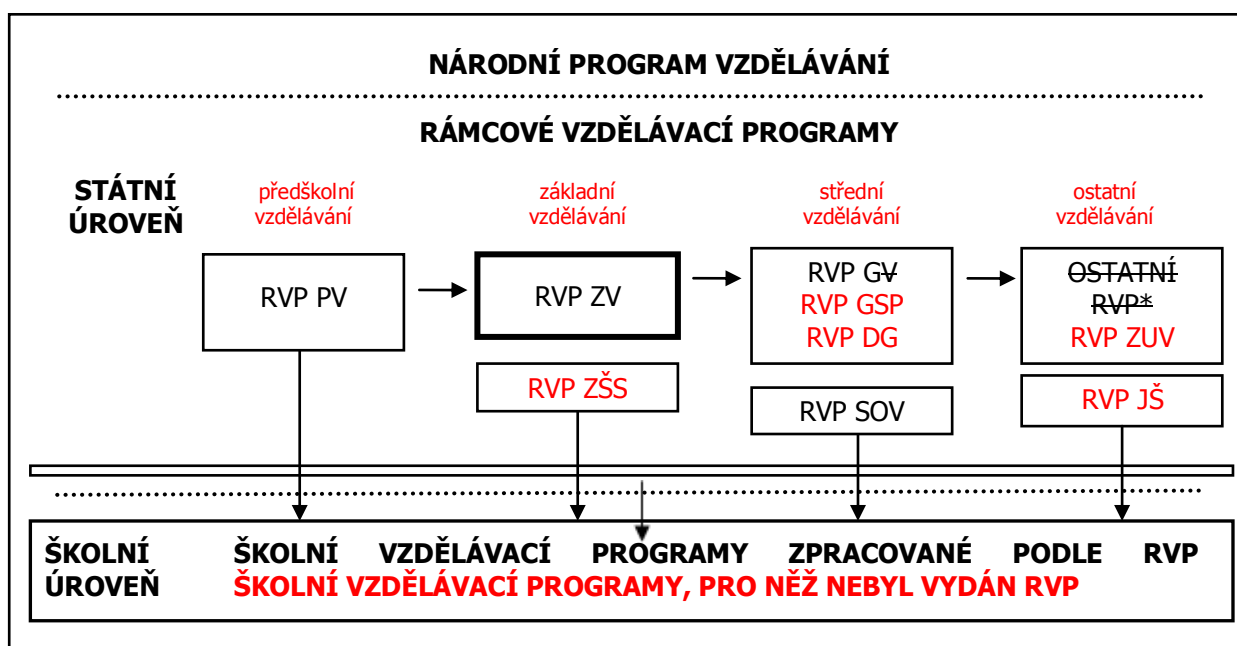 NÁRODNÍ PROGRAM VZDĚLÁVÁNÍ
RÁMCOVÉ VZDĚLÁVACÍ PROGRAMY
STÁTNÍ
ÚROVEŇ
předškolní
vzdělávání
základní
vzdělávání
střední
vzdělávání
ostatní
vzdělávání
RVP PV
RVP ZV
RVP GV
RVP GSP
RVP DG
OSTATNÍ
RVP*
RVP ZUV
RVP ZŠS
RVP SOV
RVP JŠ
ŠKOLNÍ
ÚROVEŇ
ŠKOLNÍ VZDĚLÁVACÍ PROGRAMY ZPRACOVANÉ PODLE RVP
ŠKOLNÍ VZDĚLÁVACÍ PROGRAMY, PRO NĚŽ NEBYL VYDÁN RVP